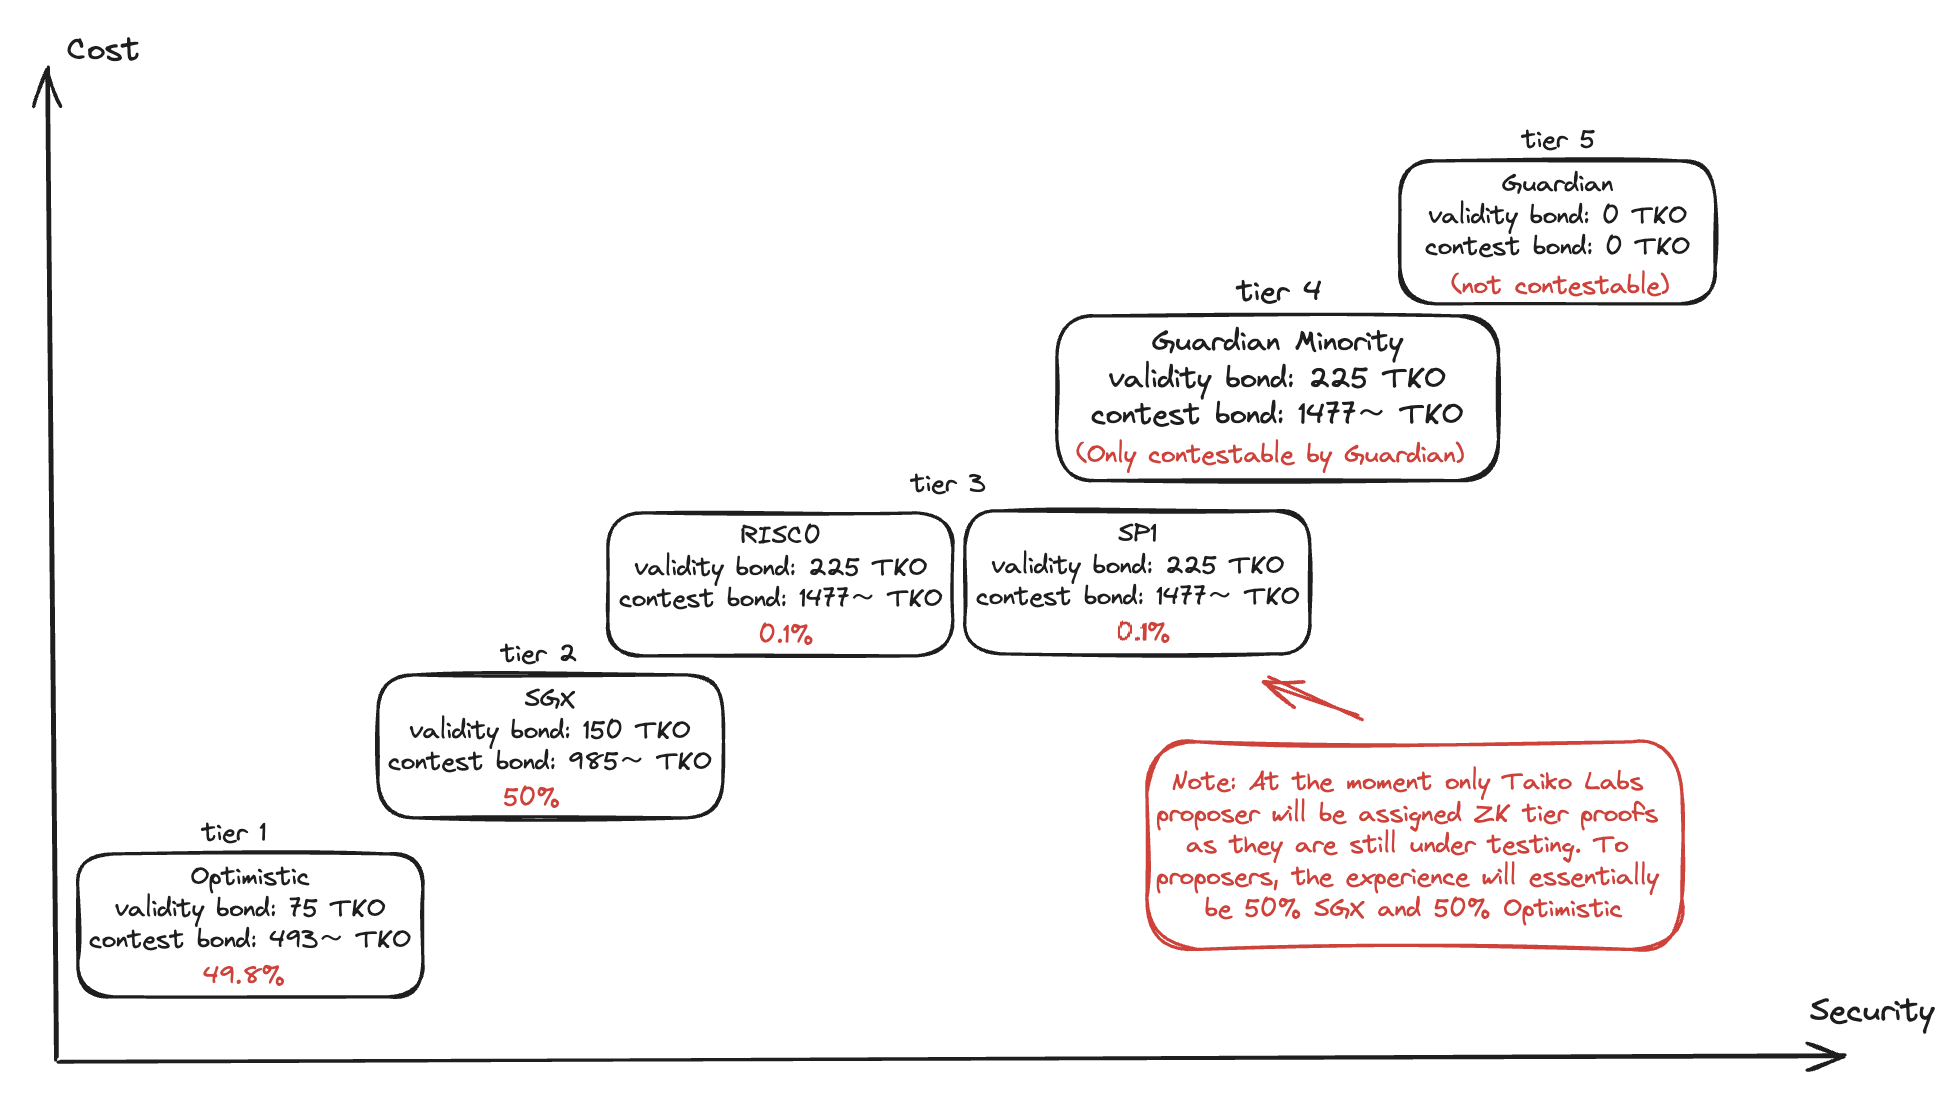 Cost
tier 5
Guardian
validity bond: 0 TKO
contest bond: 0 TKO
(not contestable)
tier 4
Guardian Minority
validity bond: 225 TKO
contest bond: 1477~ TKO
(Only contestable by Guardian)
tier 3
RISC0
validity bond: 225 TKO
contest bond: 1477~ TKO
0.1%
SP1
validity bond: 225 TKO
contest bond: 1477~ TKO
0.1%
tier 2
SGX
validity bond: 150 TKO
contest bond: 985~ TKO
50%
Note: At the moment only Taiko Labs
proposer will be assigned ZK tier proofs
as they are still under testing. To
proposers, the experience will essentially
be 50% SGX and 50% Optimistic
tier 1
Optimistic
validity bond: 75 TKO
contest bond: 493~ TKO
49.8%
Security